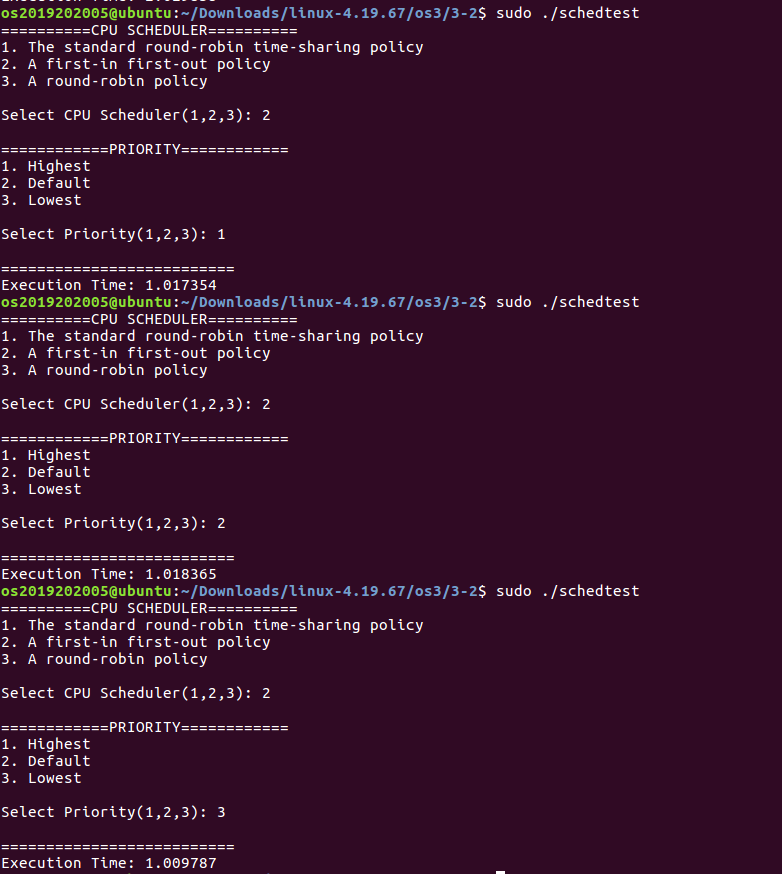 os2019202005@ubuntu:~/Downloads/linux-4.19.67/os3/3-2$ sudo ./schedtest
==========CPU SCHEDULER==========
1. The standard round-robin time-sharing policy
2. A first-in first-out policy
3. A round-robin policy
Select CPU Scheduler(1,2,3): 2
============PRIORITY============
1. Highest
2. Default
3. Lowest
Select Priority(1,2,3): 1
==========================
Execution Time: 1.017354
os2019202005@ubuntu:~/Downloads/linux-4.19.67/os3/3-2$ sudo ./schedtest
==========CPU SCHEDULER==========
1. The standard round-robin time-sharing policy
2. A first-in first-out policy
3. A round-robin policy
Select CPU Scheduler(1,2,3): 2
============PRIORITY============
1. Highest
2. Default
3. Lowest
Select Priority(1,2,3): 2
==========================
Execution Time: 1.018365
os2019202005@ubuntu:~/Downloads/linux-4.19.67/os3/3-2$ sudo ./schedtest
==========CPU SCHEDULER==========
1. The standard round-robin time-sharing policy
2. A first-in first-out policy
3. A round-robin policy
Select CPU Scheduler(1,2,3): 2
============PRIORITY============
1. Highest
2. Default
3. Lowest
Select Priority(1,2,3): 3
==========================
Execution Time: 1.009787